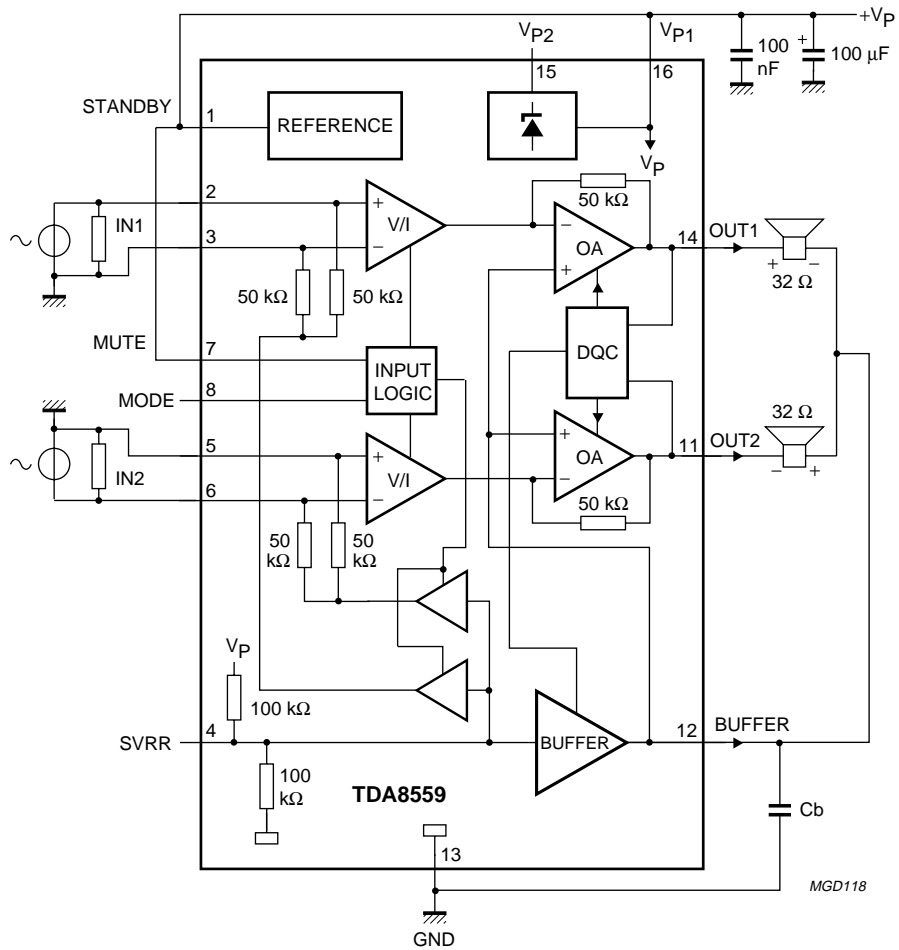 +VP
VP2
VP1
100
nF
+
100 µF
15
16
STANDBY
1
REFERENCE
VP
2
+
50 kΩ
IN1
V/I
−
OUT1
~
3
−
OA
14
+
+ −
32 Ω
50 kΩ
50 kΩ
MUTE
7
DQC
INPUT
LOGIC
MODE
8
32 Ω
+
OUT2
5
+
OA
11
~
IN2
V/I
−
− +
6
−
50 kΩ
50
kΩ
50
kΩ
VP
100 kΩ
BUFFER
4
12
SVRR
BUFFER
100
kΩ
TDA8559
Cb
13
MGD118
GND